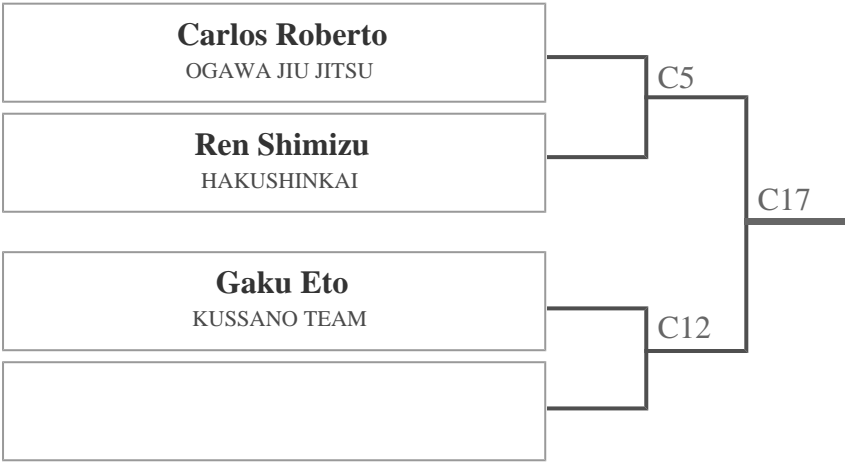 Carlos Roberto
OGAWA JIU JITSU
C5
Ren Shimizu
HAKUSHINKAI
C17
Gaku Eto
KUSSANO TEAM
C12